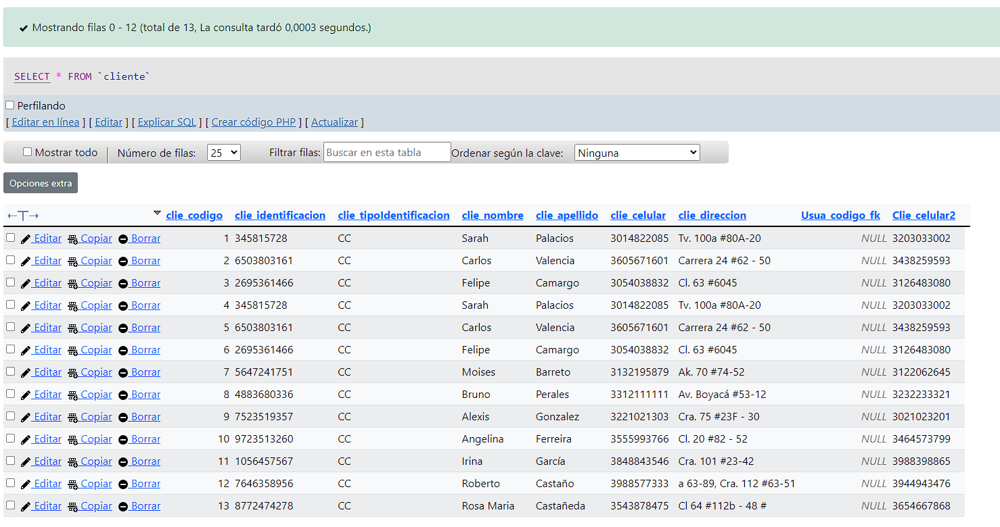 Mostrando filas 0 - 12 (total de 13, La consulta tardó 0,0003 segundos.)
SELECT * FROM `cliente`
Perfilando
[ Editar en línea ] [ Editar ] [ Explicar SQL ] [ Crear código PHP ] [ Actualizar ]
Mostrar todo Número de filas: 25 Filtrar filas: Buscar en esta tabla Ordenar según la clave: Ninguna
Opciones extra
←T→ clie_codigo clie_identificacion clie_tipoIdentificacion clie_nombre clie_apellido clie_celular clie_direccion Usua_codigo_fk Clie_celular2
Editar Copiar Borrar 1 345815728 CC Sarah Palacios 3014822085 Tv. 100a #80A-20 NULL 3203033002
Editar Copiar Borrar 2 6503803161 CC Carlos Valencia 3605671601 Carrera 24 #62 - 50 NULL 3438259593
Editar Copiar Borrar 3 2695361466 CC Felipe Camargo 3054038832 Cl. 63 #6045 NULL 3126483080
Editar Copiar Borrar 4 345815728 CC Sarah Palacios 3014822085 Tv. 100a #80A-20 NULL 3203033002
Editar Copiar Borrar 5 6503803161 CC Carlos Valencia 3605671601 Carrera 24 #62 - 50 NULL 3438259593
Editar Copiar Borrar 6 2695361466 CC Felipe Camargo 3054038832 Cl. 63 #6045 NULL 3126483080
Editar Copiar Borrar 7 5647241751 CC Moises Barreto 3132195879 Ak. 70 #74-52 NULL 3122062645
Editar Copiar Borrar 8 4883680336 CC Bruno Perales 3312111111 Av. Boyacá #53-12 NULL 3232233321
Editar Copiar Borrar 9 7523519357 CC Alexis Gonzalez 3221021303 Cra. 75 #23F - 30 NULL 3021023201
Editar Copiar Borrar 10 9723513260 CC Angelina Ferreira 3555993766 Cl. 20 #82 - 52 NULL 3464573799
Editar Copiar Borrar 11 1056457567 CC Irina García 3848843546 Cra. 101 #23-42 NULL 3988398865
Editar Copiar Borrar 12 7646358956 CC Roberto Castaño 3988577333 a 63-89, Cra. 112 #63-51 NULL 3944943476
Editar Copiar Borrar 13 8772474278 CC Rosa Maria Castañeda 3543878475 Cl 64 #112b - 48 # NULL 3654667868